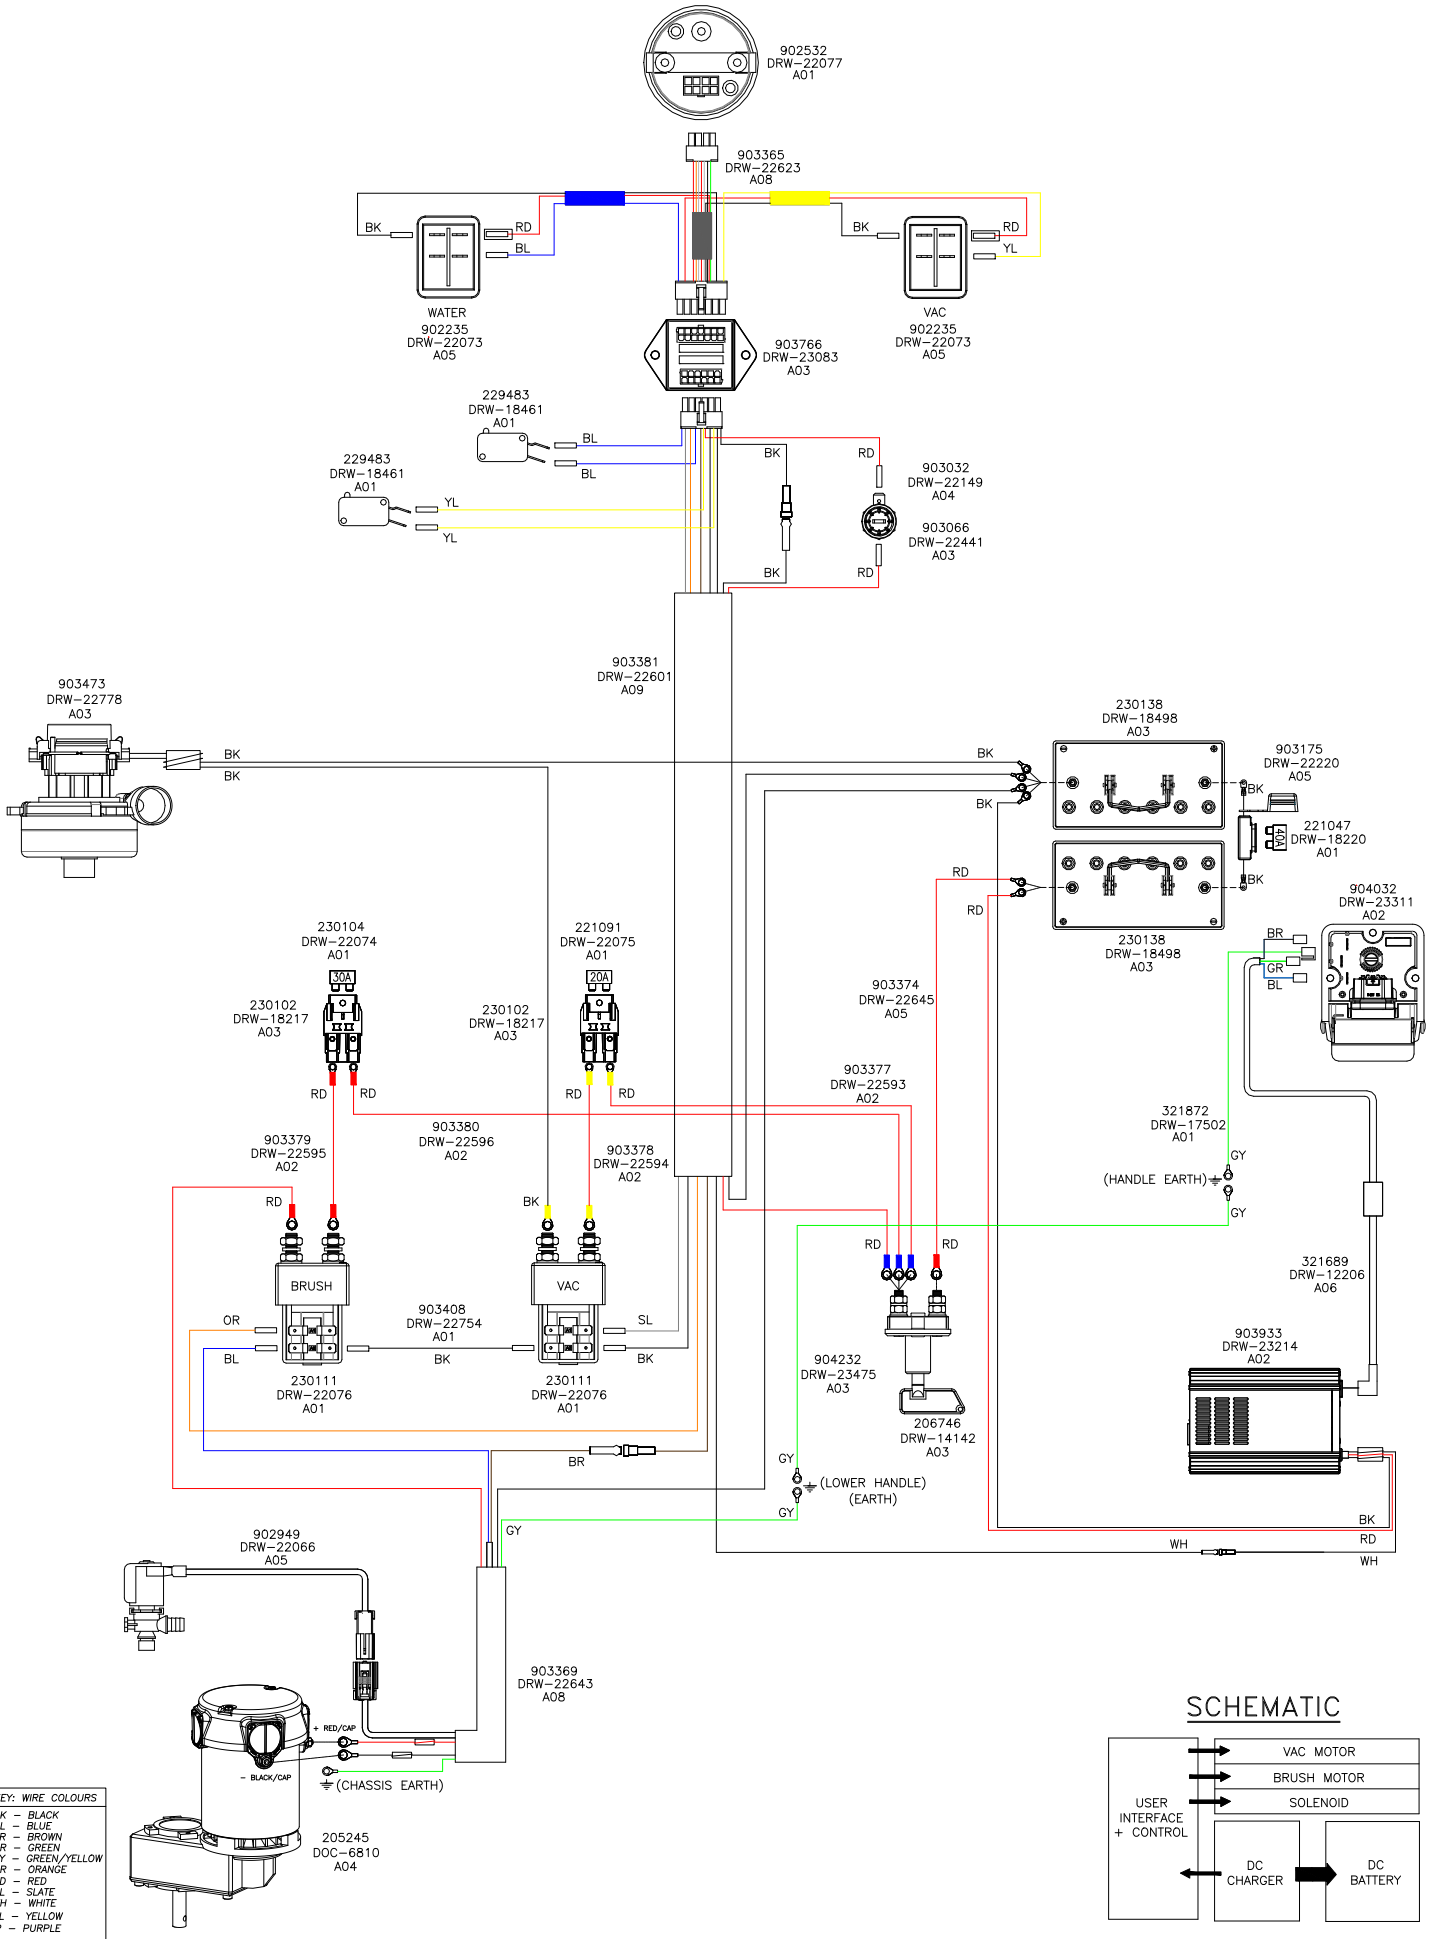 902532
DRW-22077
A01
903365
DRW-22623
A08
BK
RD
BL
WATER
902235
DRW-22073
A05
BK
RD
YL
VAC
902235
DRW-22073
A05
903766
DRW-23083
A03
229483
DRW-18461
A01
BL
BL
229483
DRW-18461
A01
YL
YL
BK
BK
RD
RD
903032
DRW-22149
A04
903066
DRW-22441
A03
903381
DRW-22601
A09
903473
DRW-22778
A03
BK
BK
BK
BK
230138
DRW-18498
A03
903175
DRW-22220
A05
BK
221047
DRW-18220
A01
40A
BK
RD
RD
230138
DRW-18498
A03
904032
DRW-23311
A02
BR
GR
BL
230104
DRW-22074
A01
30A
230102
DRW-18217
A03
RD
RD
221091
DRW-22075
A01
20A
230102
DRW-18217
A03
RD
RD
903374
DRW-22645
A05
903377
DRW-22593
A02
903379
DRW-22595
A02
903380
DRW-22596
A02
903378
DRW-22594
A02
321872
DRW-17502
A01
GY
(HANDLE EARTH)
GY
RD
BK
RD
RD
BRUSH
VAC
OR
BL
903408
DRW-22754
A01
BK
SL
BK
230111
DRW-22076
A01
230111
DRW-22076
A01
904232
DRW-23475
A03
206746
DRW-14142
A03
321689
DRW-12206
A06
903933
DRW-23214
A02
BR
GY
(LOWER HANDLE)
(EARTH)
GY
GY
BK
RD
WH
WH
902949
DRW-22066
A05
903369
DRW-22643
A08
+ RED/CAP
- BLACK/CAP
(CHASSIS EARTH)
205245
DOC-6810
A04
EY: WIRE COLOURS
K - BLACK
L - BLUE
R - BROWN
R - GREEN
Y - GREEN/YELLOW
R - ORANGE
D - RED
L - SLATE
H - WHITE
L - YELLOW
P - PURPLE
SCHEMATIC
USER
INTERFACE
+ CONTROL
VAC MOTOR
BRUSH MOTOR
SOLENOID
DC
CHARGER
DC
BATTERY